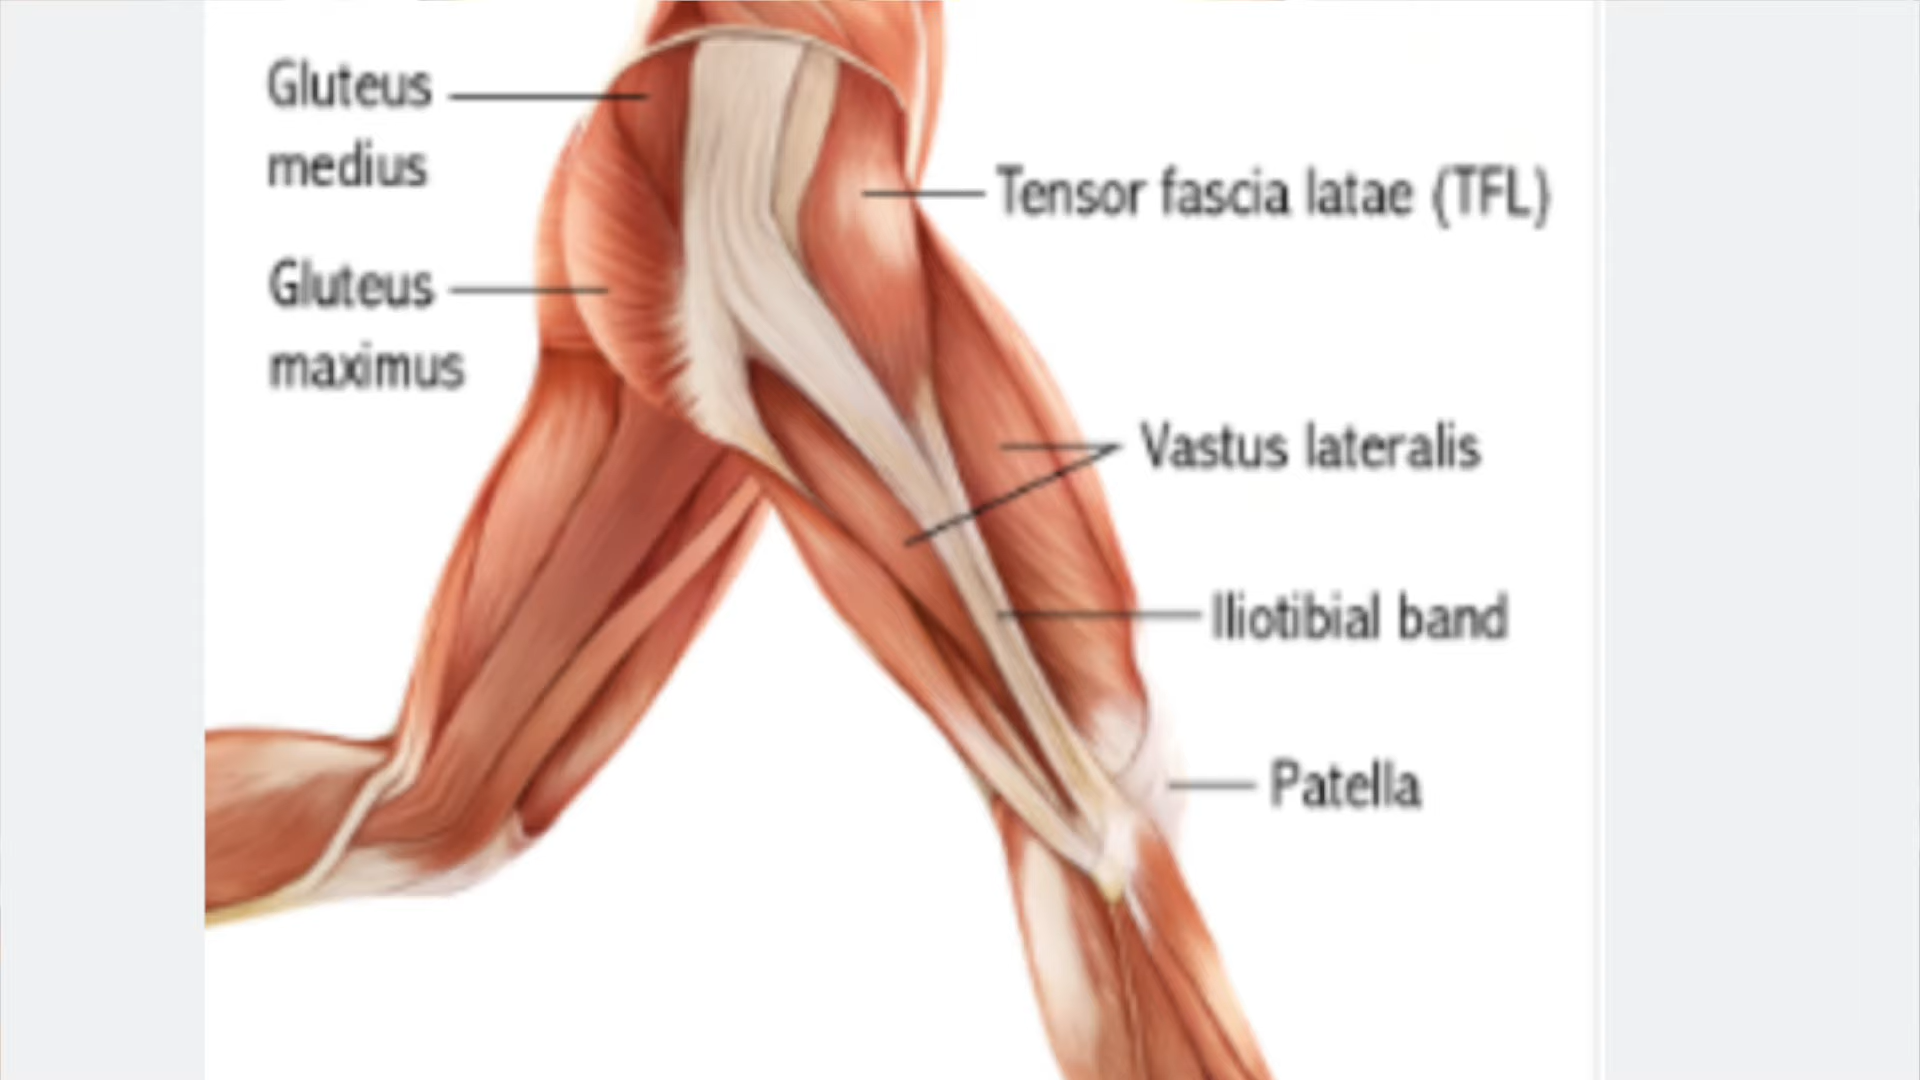 Gluteus
medius
Tensor fascia latae (TFL)
Gluteus
maximus
Vastus lateralis
Iliotibial band
Patella